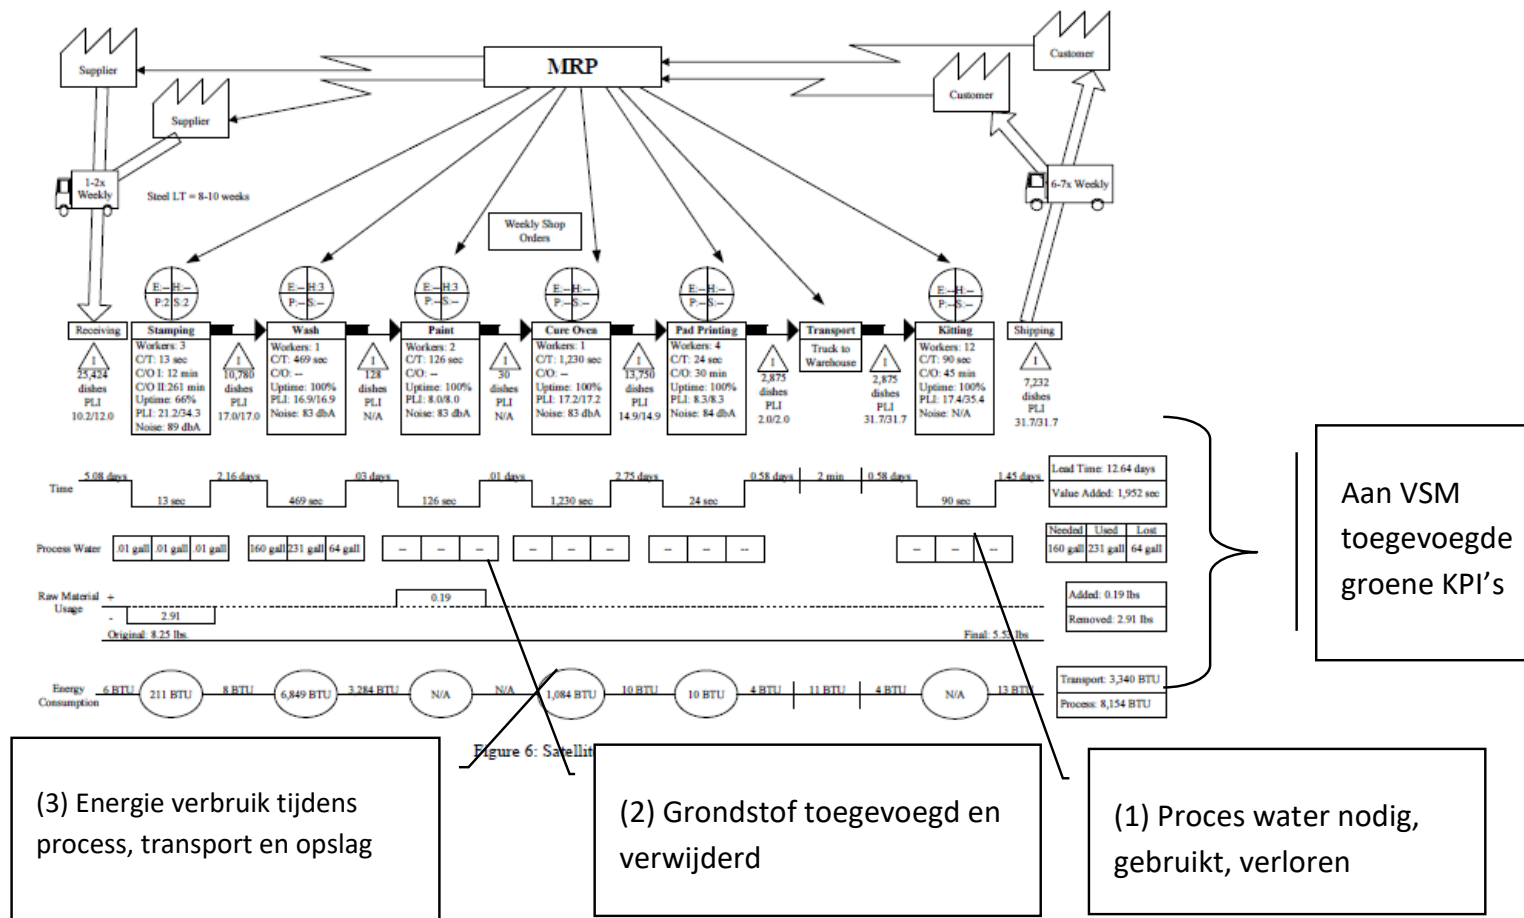 Customer
MRP
Supplier
Customer
Supplier
1-2x
Weekly
Steel LT = 8-10 weeks
6-7x Weekly
Weekly Shop
Orders
E:-- H:--
P:2 S:2
E:-- H:3
P:-- S:--
E:-- H:3
P:-- S:--
E:-- H:--
P:-- S:--
E:-- H:--
P:-- S:--
E:-- H:--
P:-- S:--
Receiving
I
25,424
dishes
PLI
10.2/12.0
Stamping
Workers: 3
C/T: 13 sec
C/O I: 12 min
C/O II:261 min
Uptime: 66%
PLI: 21.2/34.3
Noise: 89 dbA
I
10,780
dishes
PLI
17.0/17.0
Wash
Workers: 1
C/T: 469 sec
C/O: --
Uptime: 100%
PLI: 16.9/16.9
Noise: 83 dbA
I
128
dishes
PLI
N/A
Paint
Workers: 2
C/T: 126 sec
C/O: --
Uptime: 100%
PLI: 8.0/8.0
Noise: 83 dbA
I
30
dishes
PLI
N/A
Cure Oven
Workers: 1
C/T: 1,230 sec
C/O: --
Uptime: 100%
PLI: 17.2/17.2
Noise: 83 dbA
I
13,750
dishes
PLI
14.9/14.9
Pad Printing
Workers: 4
C/T: 24 sec
C/O: 30 min
Uptime: 100%
PLI: 8.3/8.3
Noise: 84 dbA
I
2,875
dishes
PLI
2.0/2.0
Transport
Truck to
Warehouse
I
2,875
dishes
PLI
31.7/31.7
Kitting
Workers: 12
C/T: 90 sec
C/O: 45 min
Uptime: 100%
PLI: 17.4/35.4
Noise: N/A
Shipping
I
7,232
dishes
PLI
31.7/31.7
Time
5.08 days 2.16 days .03 days .01 days 2.75 days 0.58 days 2 min 0.58 days 1.45 days
13 sec 469 sec 126 sec 1,230 sec 24 sec 90 sec
Lead Time: 12.64 days
Value Added: 1,952 sec
Process Water .01 gall .01 gall .01 gall 160 gall 231 gall 64 gall -- -- -- -- -- -- -- -- -- -- -- --
Needed Used Lost
160 gall 231 gall 64 gall
Raw Material
Usage
+
-
2.91
0.19
Original: 8.25 lbs.
Final: 5.53 lbs
Added: 0.19 lbs
Removed: 2.91 lbs
Energy
Consumption
6 BTU 211 BTU 8 BTU 6,849 BTU 3,284 BTU N/A N/A 1,084 BTU 10 BTU 10 BTU 4 BTU 11 BTU 4 BTU N/A 13 BTU
Transport: 3,340 BTU
Process: 8,154 BTU
Aan VSM
toegevoegde
groene KPI’s
Figure 6:
(3) Energie verbruik tijdens
process, transport en opslag
(2) Grondstof toegevoegd en
verwijderd
(1) Proces water nodig,
gebruikt, verloren